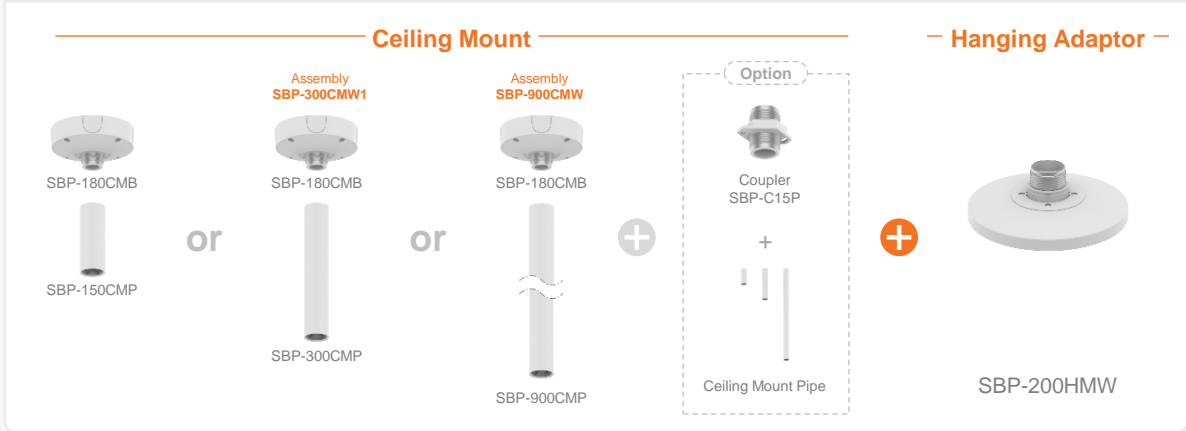 Ceiling Mount
Hanging Adaptor
Assembly
SBP-300CMW1
Assembly
SBP-900CMW
Option
SBP-180CMB
SBP-180CMB
SBP-180CMB
Coupler
SBP-C15P
or
or
+
SBP-150CMP
SBP-300CMP
SBP-900CMP
Ceiling Mount Pipe
SBP-200HMW